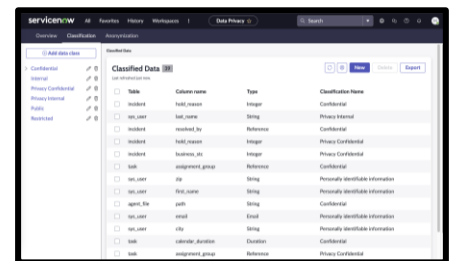 servicenow All Favorites History Workspaces Data Privacy Search
Overview Classification Anonymization
Add data class
Confidential
Internal
Privacy Confidential
Privacy Internal
Public
Restricted
Classified Data
Classified Data
Last refreshed just now.
New Delete Export
Table Column name Type Classification Name
incident hold_reason Integer Confidential
sys_user last_name String Privacy Internal
incident resolved_by Reference Confidential
incident hold_reason Integer Privacy Confidential
incident business_stc Integer Privacy Confidential
task assignment_group Reference Confidential
sys_user zip String Personally Identifiable information
sys_user first_name String Personally Identifiable information
agent_file path String Confidential
sys_user email Email Personally Identifiable information
sys_user city String Personally Identifiable information
task calendar_duration Duration Confidential
task assignment_group Reference Privacy Confidential